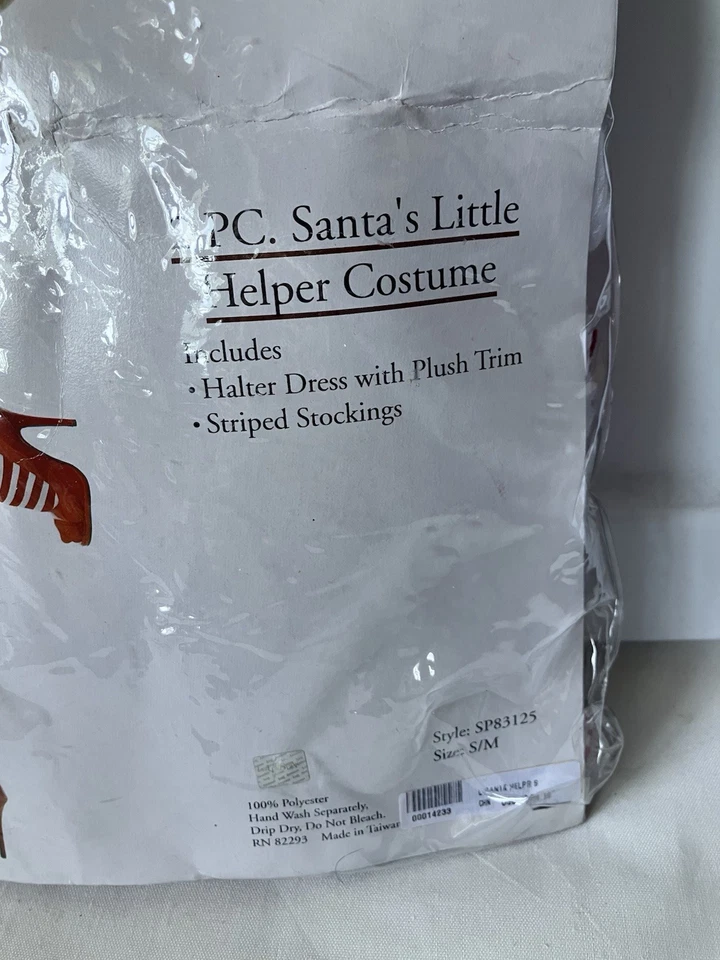 PC. Santa's Little
Helper Costume
Includes
• Halter Dress with Plush Trim
• Striped Stockings
Style: SP83125
Size: S/M
100% Polyester
Hand Wash Separately,
Drip Dry, Do Not Bleach.
RN 82293 Made in Taiwan
00014233